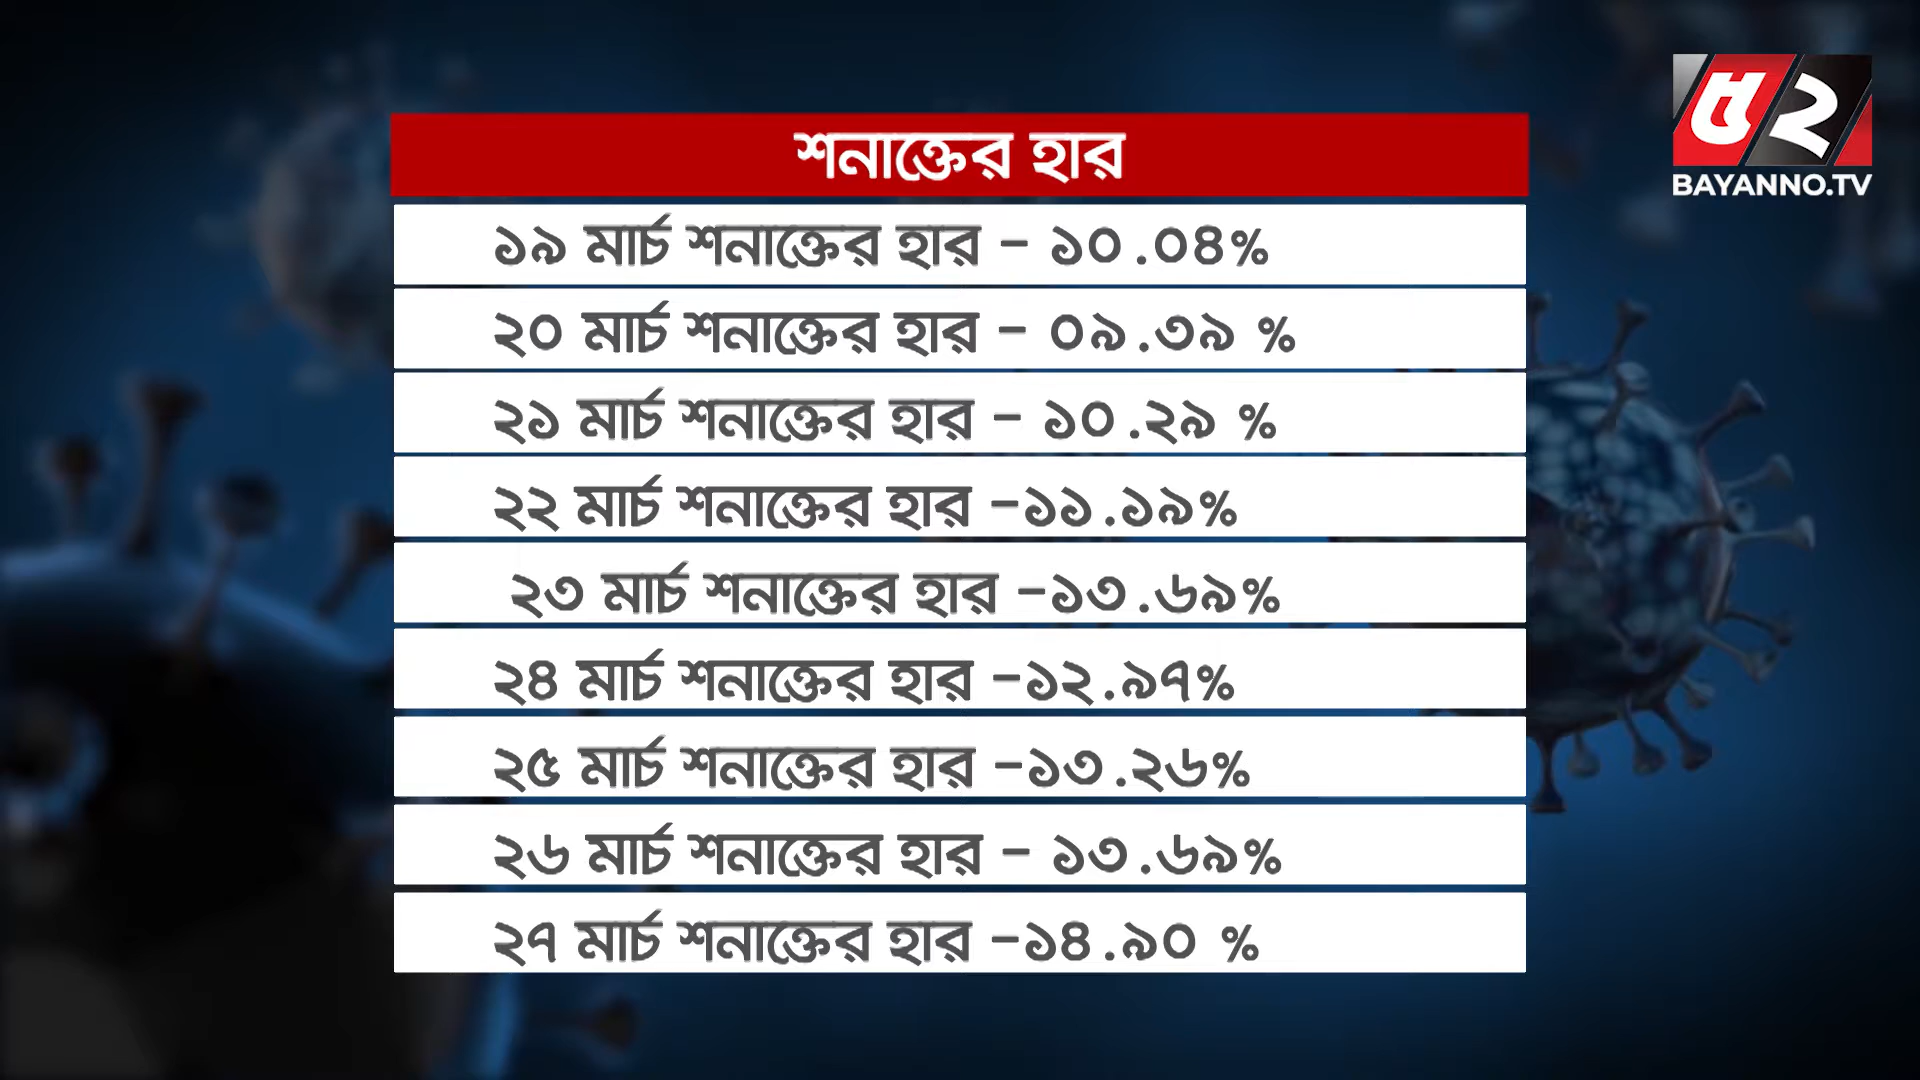 শনাক্তের হার
৫২
BAYANNO.TV
১৯ মার্চ শনাক্তের হার - ১০.০৪%
২০ মার্চ শনাক্তের হার - ০৯.৩৯ %
২১ মার্চ শনাক্তের হার - ১০.২৯ %
২২ মার্চ শনাক্তের হার -১১.১৯%
২৩ মার্চ শনাক্তের হার -১৩.৬৯%
২৪ মার্চ শনাক্তের হার -১২.৯৭%
২৫ মার্চ শনাক্তের হার -১৩.২৬%
২৬ মার্চ শনাক্তের হার - ১৩.৬৯%
২৭ মার্চ শনাক্তের হার -১৪.৯০ %